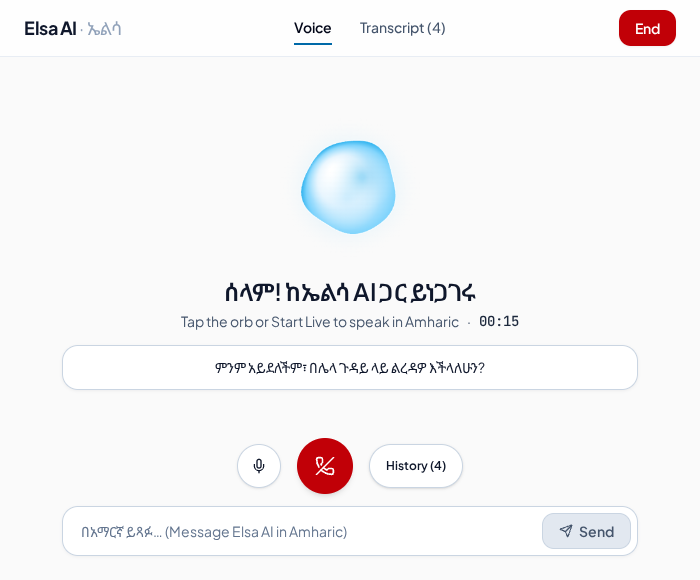 Elsa AI · ኤልሳ
Voice
Transcript (4)
End
ሰላም! ከኤልሳ AI ጋር ይነጋገሩ
Tap the orb or Start Live to speak in Amharic · 00:15
ምንም አይደለችም፣ በሌላ ጉዳይ ላይ ልረዳዎ እችላለሁን?
History (4)
በአማርኛ ይጻፉ... (Message Elsa AI in Amharic)
Send